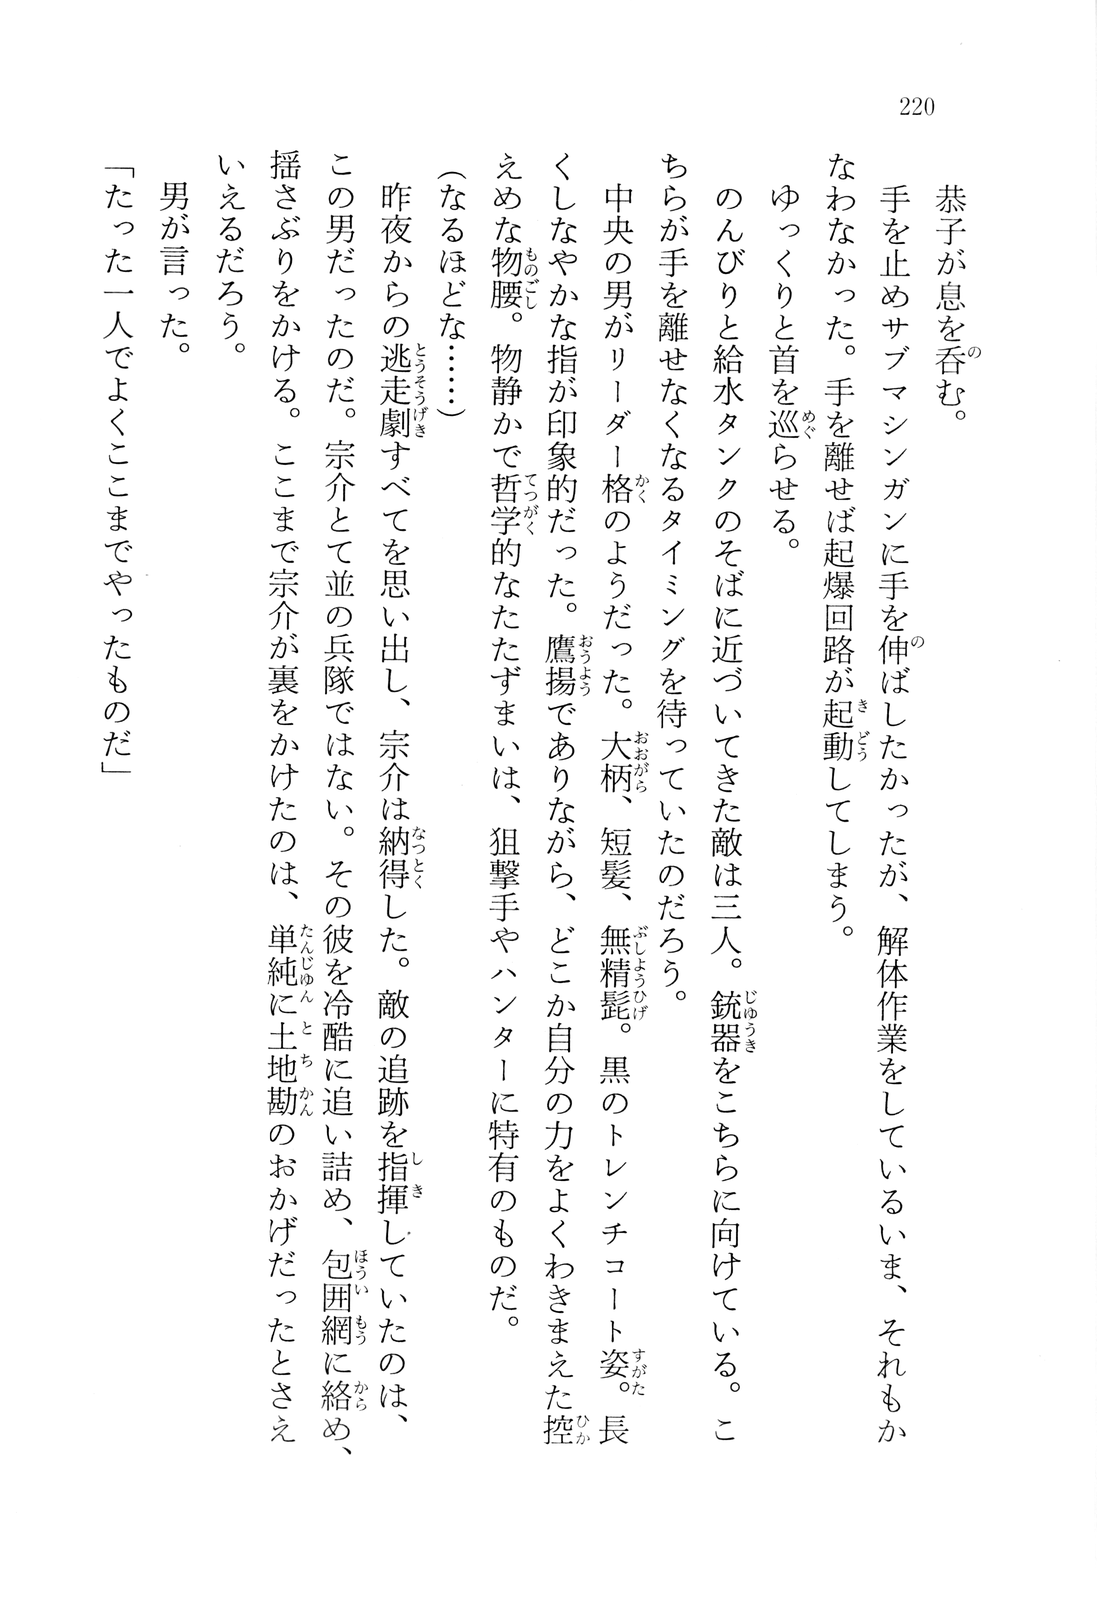 220
恭子が息を呑む。
手を止めサブマシンガンに手を伸ばしたかったが、解体作業をしているいま、それもか
なわなかった。手を離せば起爆回路が起動してしまう。
ゆっくりと首を巡らせる。
のんびりと給水タンクのそばに近づいてきた敵は三人。銃器をこちらに向けている。こ
ちらが手を離せなくなるタイミングを待っていたのだろう。
中央の男がリーダー格のようだった。大柄、短髪、無精髭。黒のトレンチコート姿。長
くしなやかな指が印象的だった。鷹揚でありながら、どこか自分の力をよくわきまえた控
えめな物腰。物静かで哲学的なたたずまいは、狙撃手やハンターに特有のものだ。
(なるほどな……)
昨夜からの逃走劇すべてを思い出し、宗介は納得した。敵の追跡を指揮していたのは、
この男だったのだ。宗介とて並の兵隊ではない。その彼を冷酷に追い詰め、包囲網に絡め、
揺さぶりをかける。ここまで宗介が裏をかけたのは、単純に土地勘のおかげだったとさえ
いえるだろう。
男が言った。
「たった一人でよくここまでやったものだ」